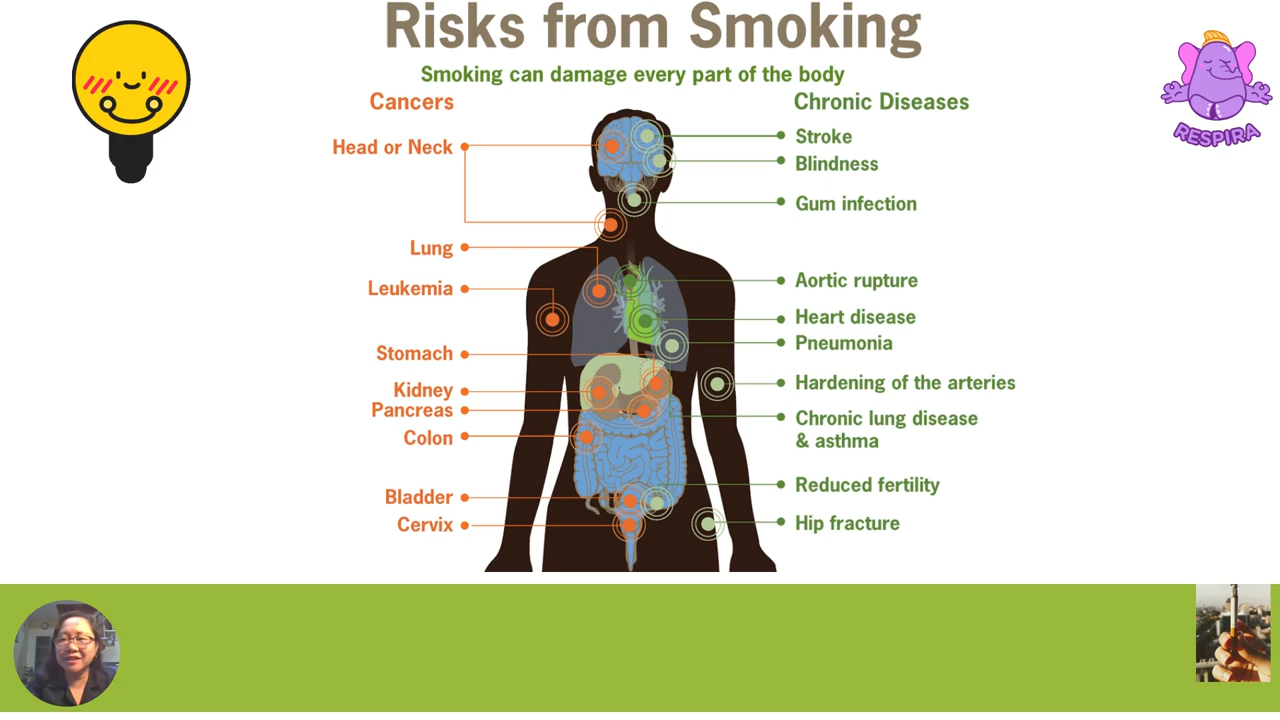 Risks from Smoking
Smoking can damage every part of the body
Cancers
Head or Neck
Lung
Leukemia
Stomach
Kidney
Pancreas
Colon
Bladder
Cervix
Chronic Diseases
Stroke
Blindness
Gum infection
Aortic rupture
Heart disease
Pneumonia
Hardening of the arteries
Chronic lung disease
& asthma
Reduced fertility
Hip fracture
RESPIRA